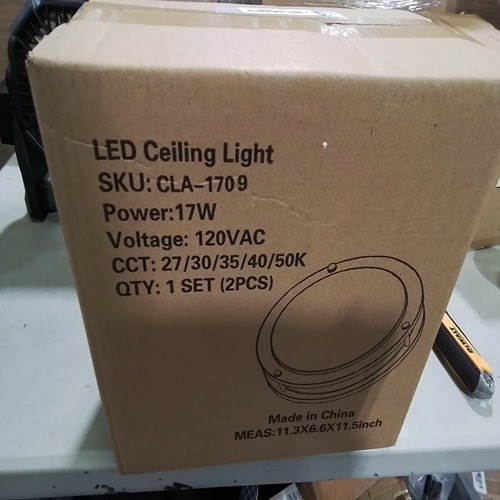 LED Ceiling Light
SKU: CLA-1709
Power:17W
Voltage: 120VAC
CCT: 27/30/35/40/50K
QTY: 1 SET (2PCS)
Made in China
MEAS:11.3X6.6X11.5inch
DEWALT